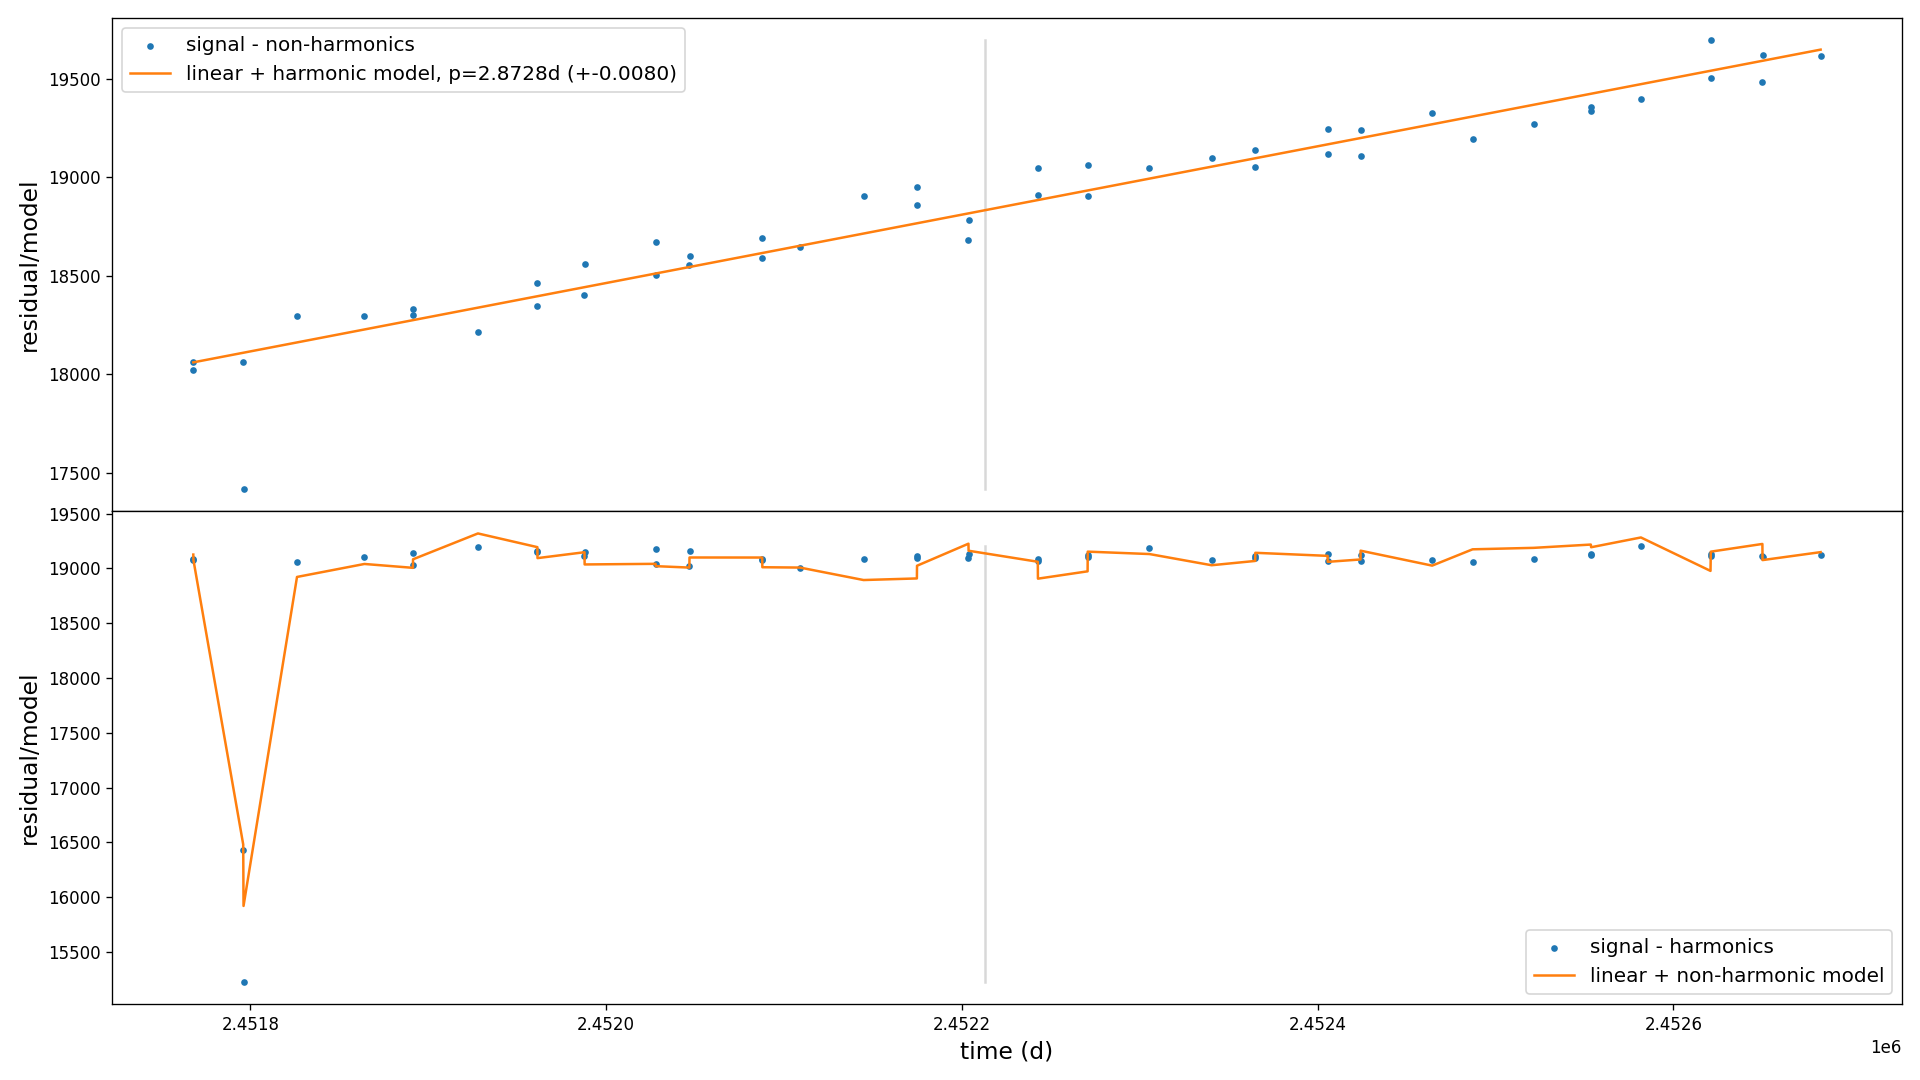 signal - non-harmonics
linear + harmonic model, p=2.8728d (+-0.0080)
residual/model
19500
19000
18500
18000
17500
19500
19000
18500
18000
17500
17000
16500
16000
15500
residual/model
signal - harmonics
linear + non-harmonic model
2.4518
2.4520
2.4522
2.4524
2.4526
1e6
time (d)